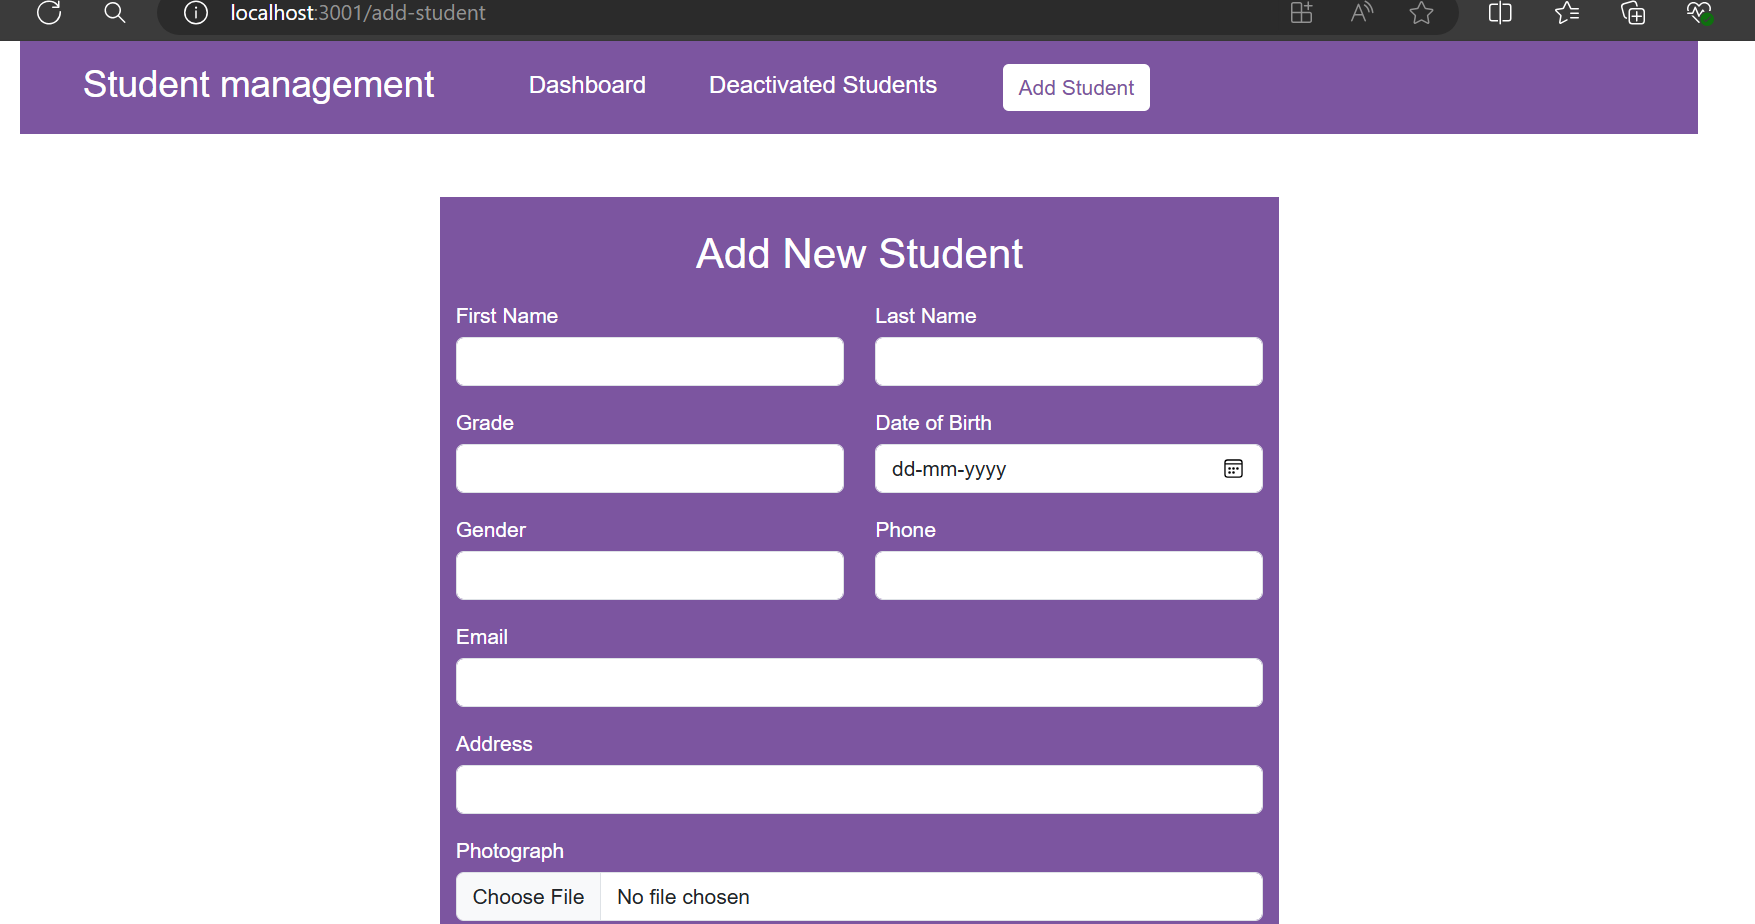 localhost:3001/add-student
Student management Dashboard Deactivated Students Add Student
Add New Student
First Name Last Name
Grade Date of Birth
dd-mm-yyyy
Gender Phone
Email
Address
Photograph
Choose File No file chosen